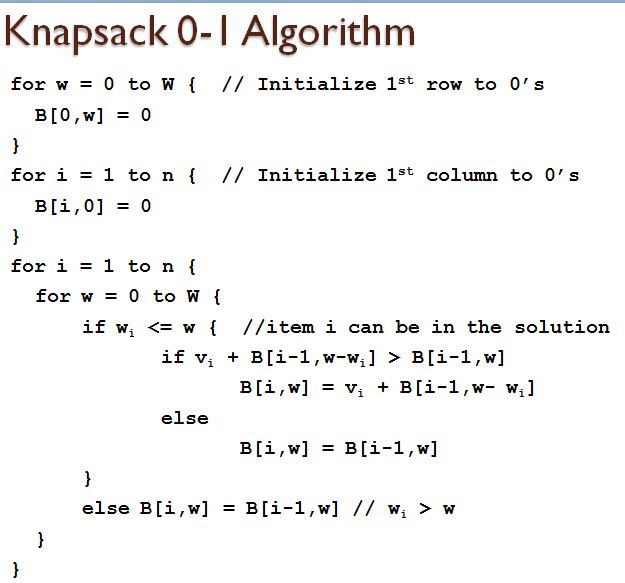 Knapsack 0-1 Algorithm
for w = 0 to W {  // Initialize 1st row to 0's
  B[0,w] = 0
}
for i = 1 to n {  // Initialize 1st column to 0's
  B[i,0] = 0
}
for i = 1 to n {
  for w = 0 to W {
      if wi <= w {  //item i can be in the solution
            if vi + B[i-1,w-wi] > B[i-1,w]
                  B[i,w] = vi + B[i-1,w- wi]
            else
                  B[i,w] = B[i-1,w]
      }
      else B[i,w] = B[i-1,w] // wi > w
  }
}